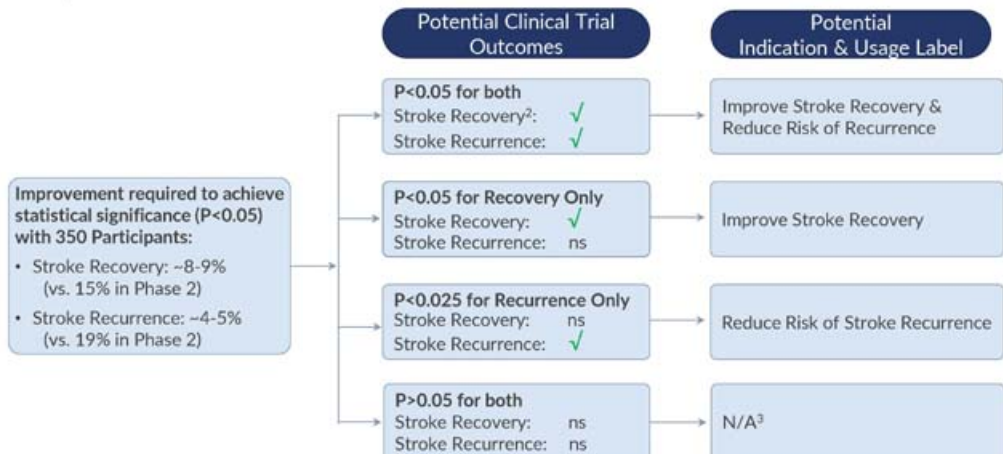 Potential Clinical Trial
Outcomes
Potential
Indication & Usage Label
Improvement required to achieve
statistical significance (P<0.05)
with 350 Participants:
• Stroke Recovery: ~8-9%
(vs. 15% in Phase 2)
• Stroke Recurrence: ~4-5%
(vs. 19% in Phase 2)
P<0.05 for both
Stroke Recovery²: √
Stroke Recurrence: √
Improve Stroke Recovery &
Reduce Risk of Recurrence
P<0.05 for Recovery Only
Stroke Recovery: √
Stroke Recurrence: ns
Improve Stroke Recovery
P<0.025 for Recurrence Only
Stroke Recovery: ns
Stroke Recurrence: √
Reduce Risk of Stroke Recurrence
P>0.05 for both
Stroke Recovery: ns
Stroke Recurrence: ns
N/A³